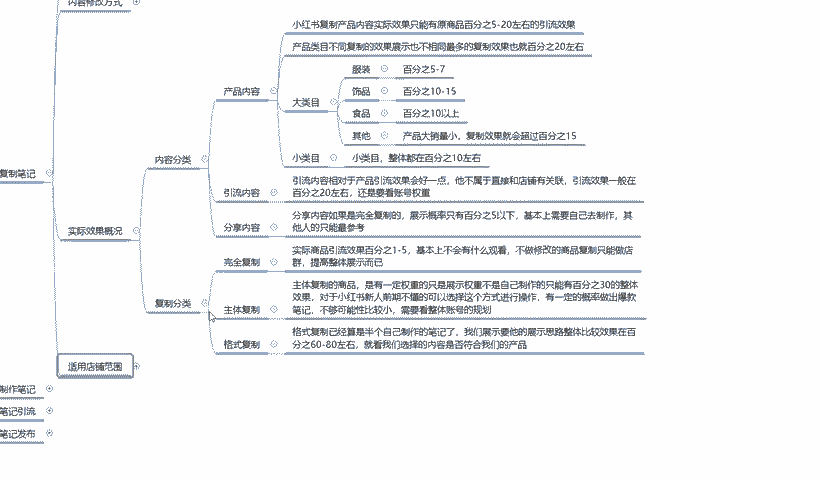 内容修改方式
小红书复制产品内容实际效果只能有原商品百分之5-20左右的引流效果
产品类目不同复制的效果展示也不相同最多的复制效果也就百分之20左右
服装
百分之5-7
产品内容
饰品
百分之10-15
大类目
食品
百分之10以上
其他
产品大销量小，复制效果就会超过百分之15
内容分类
小类目
小类目，整体都在百分之10左右
复制笔记
引流内容
引流内容相对于产品引流效果会好一点，他不属于直接和店铺有关联，引流效果一般在
百分之20左右，还是要看账号权重
分享内容
分享内容如果是完全复制的，展示概率只有百分之5以下，基本上需要自己去制作，其
他人的只能最参考
实际效果概况
完全复制
实际商品引流效果百分之1-5，基本上不会有什么观看，不做修改的商品复制只能做店
群，提高整体展示而已
复制分类
主体复制
主体复制的商品，是有一定权重的只是展示权重不是自己制作的只能有百分之30的整体
效果，对于小红书新人前期不懂的可以选择这个方式进行操作，有一定的概率做出爆款
笔记，不够可能性比较小，需要看整体账号的规划
格式复制
格式复制已经算是半个自己制作的笔记了，我们展示要他的展示思路整体比较效果在百
分之60-80左右，就看我们选择的内容是否符合我们的产品
适用店铺范围
制作笔记
笔记引流
笔记发布